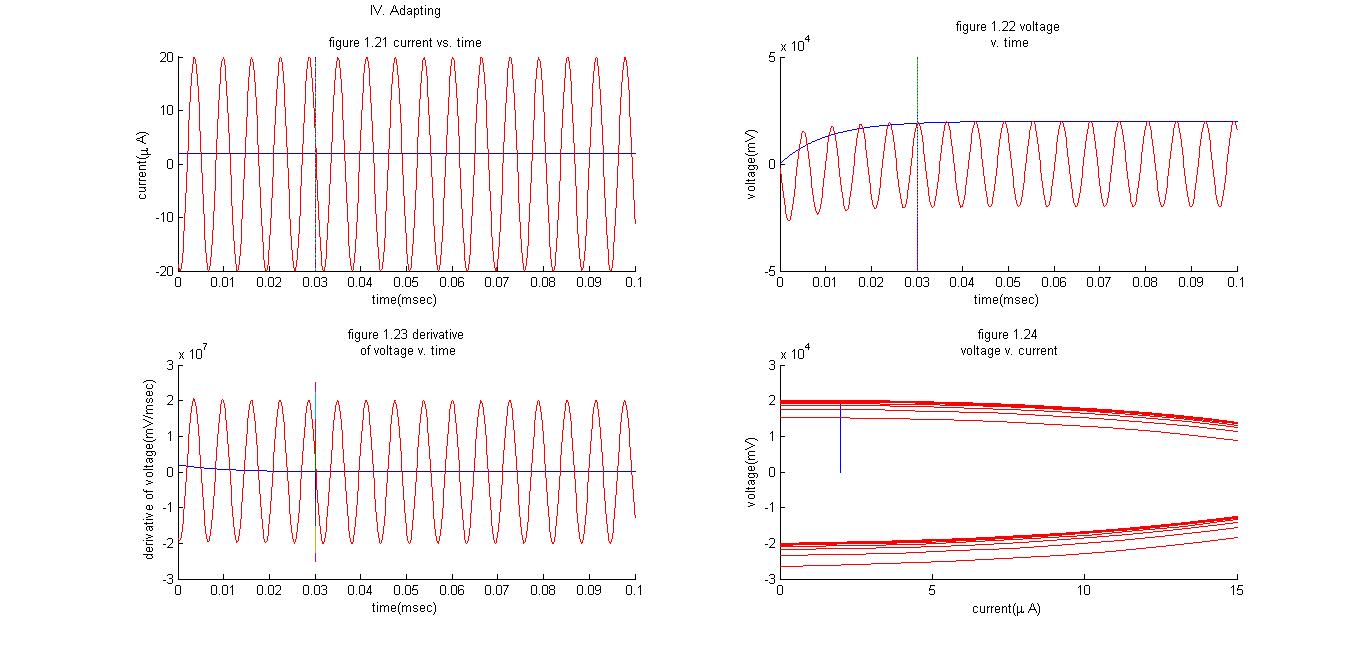 IV. Adapting
figure 1.21 current vs. time
20
10
0
-10
-20
current(μ A)
0 0.01 0.02 0.03 0.04 0.05 0.06 0.07 0.08 0.09 0.1
time(msec)
figure 1.22 voltage
v. time
x 10^4
5
0
-5
voltage(mV)
0 0.01 0.02 0.03 0.04 0.05 0.06 0.07 0.08 0.09 0.1
time(msec)
figure 1.23 derivative
of voltage v. time
x 10^7
3
2
1
0
-1
-2
-3
derivative of voltage(mV/msec)
0 0.01 0.02 0.03 0.04 0.05 0.06 0.07 0.08 0.09 0.1
time(msec)
figure 1.24
voltage v. current
x 10^4
3
2
1
0
-1
-2
-3
voltage(mV)
0 5 10 15
current(μ A)